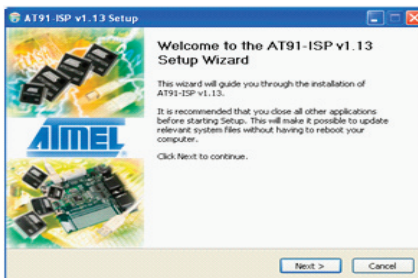 AT91-ISP v1.13 Setup
Welcome to the AT91-ISP v1.13
Setup Wizard
This wizard will guide you through the installation of
AT91-ISP v1.13.
It is recommended that you close all other applications
before starting Setup. This will make it possible to update
relevant system files without having to reboot your
computer.
Click Next to continue.
ATMEL
Next >
Cancel